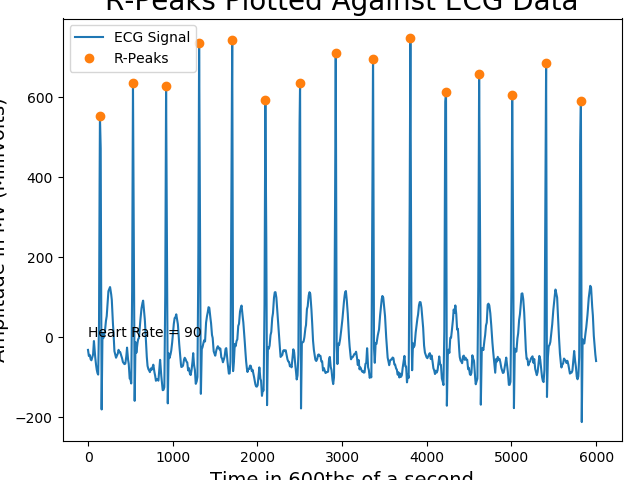 R-Peaks Plotted Against ECG Data
ECG Signal
R-Peaks
Amplitude in MV (Millivolts)
600
400
200
0
−200
Heart Rate = 90
0
1000
2000
3000
4000
5000
6000
Time in 600ths of a second